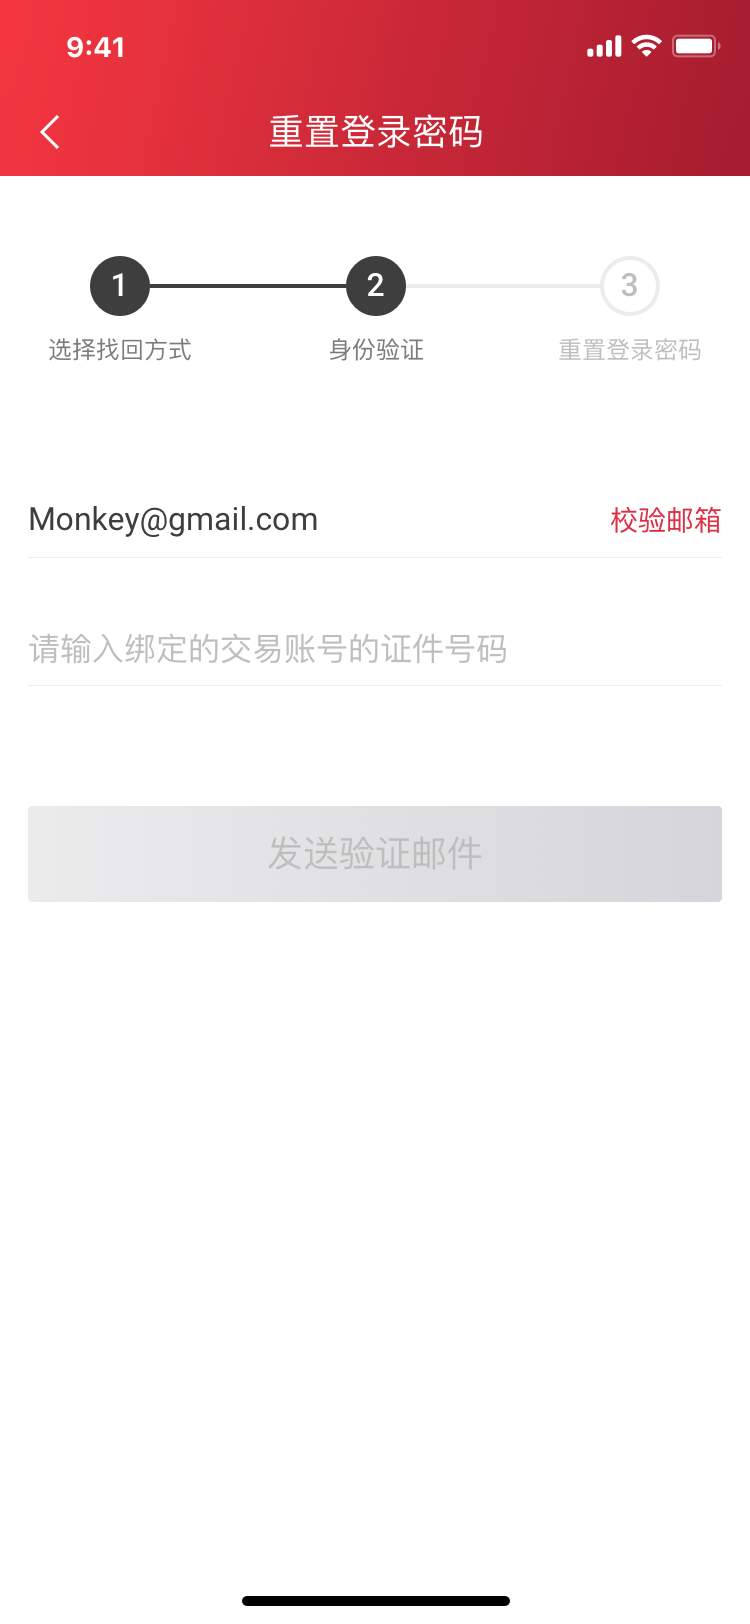 9:41
重置登录密码
1 2 3
选择找回方式 身份验证 重置登录密码
Monkey@gmail.com 校验邮箱
请输入绑定的交易账号的证件号码
发送验证邮件